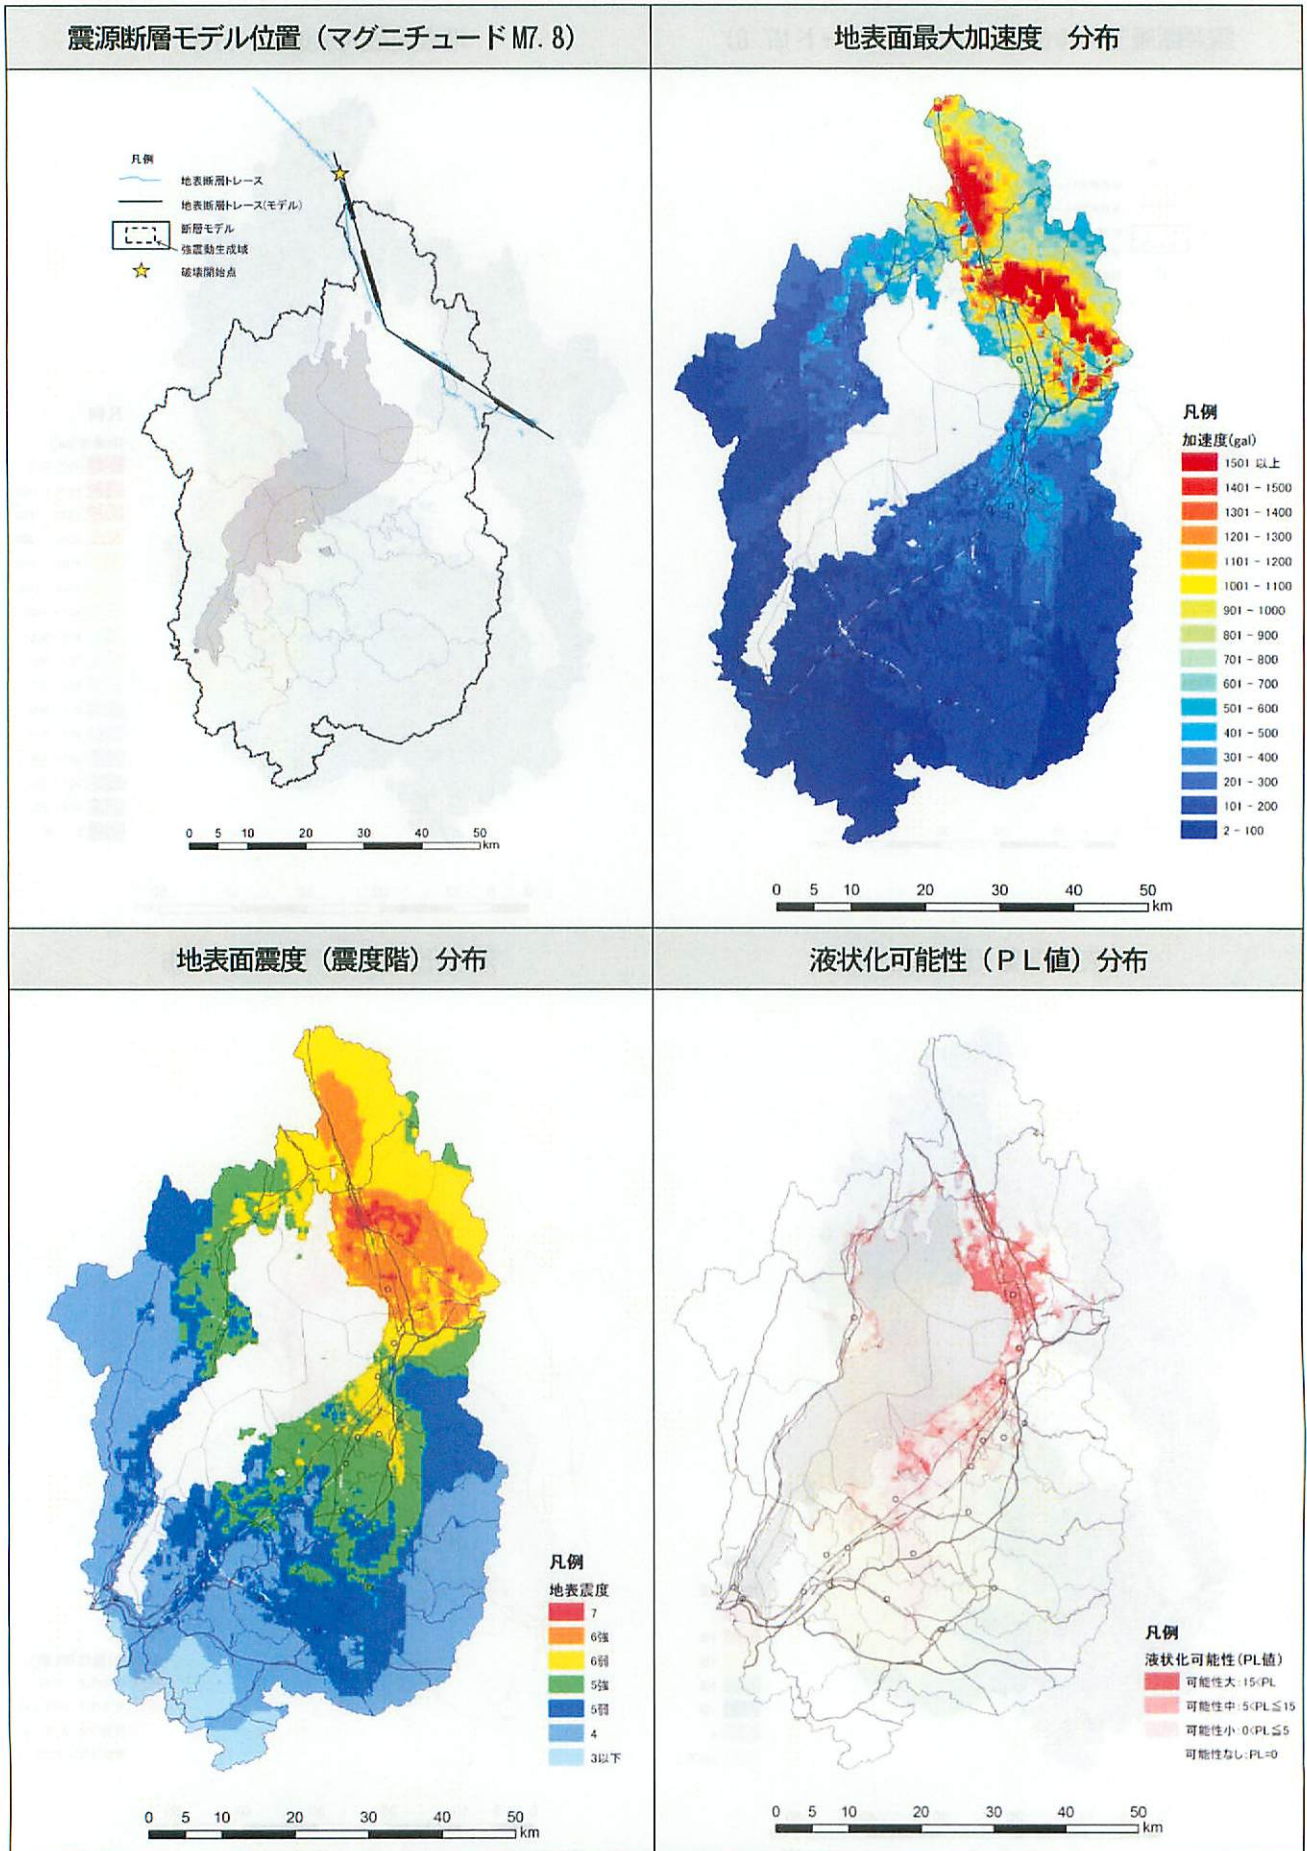 震源断層モデル位置（マグニチュードM7.8）
凡例
地表断層トレース
地表断層トレース(モデル)
断層モデル
強震動生成域
破壊開始点
0 5 10 20 30 40 50
km
地表面最大加速度　分布
凡例
加速度(gal)
1501 以上
1401 - 1500
1301 - 1400
1201 - 1300
1101 - 1200
1001 - 1100
901 - 1000
801 - 900
701 - 800
601 - 700
501 - 600
401 - 500
301 - 400
201 - 300
101 - 200
2 - 100
0 5 10 20 30 40 50
km
地表面震度（震度階）分布
凡例
地表震度
7
6強
6弱
5強
5弱
4
3以下
0 5 10 20 30 40 50
km
液状化可能性（ＰＬ値）分布
凡例
液状化可能性(PL値)
可能性大:15<PL
可能性中:5<PL≦15
可能性小:0<PL≦5
可能性なし:PL=0
0 5 10 20 30 40 50
km